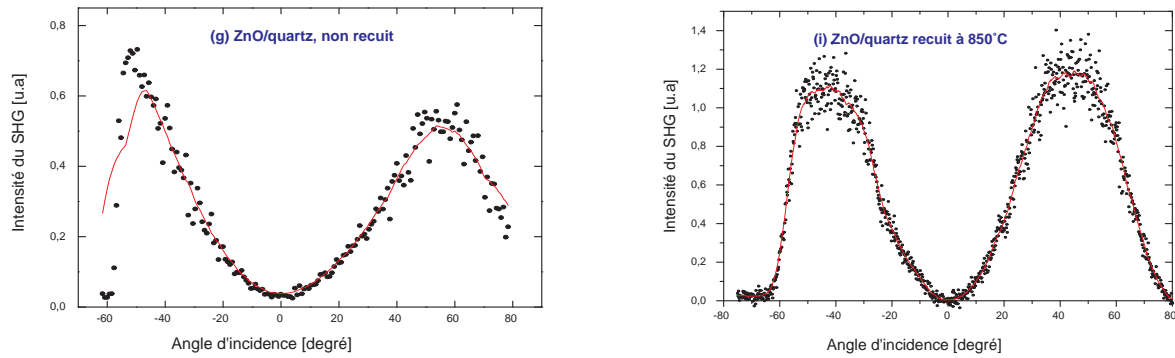 (g) ZnO/quartz, non recuit
Intensité du SHG [u.a]
0,8
0,6
0,4
0,2
0,0
-60 -40 -20 0 20 40 60 80
Angle d'incidence [degré]
(i) ZnO/quartz recuit à 850°C
Intensité du SHG [u.a]
1,4
1,2
1,0
0,8
0,6
0,4
0,2
0,0
-80 -60 -40 -20 0 20 40 60 80
Angle d'incidence [degré]